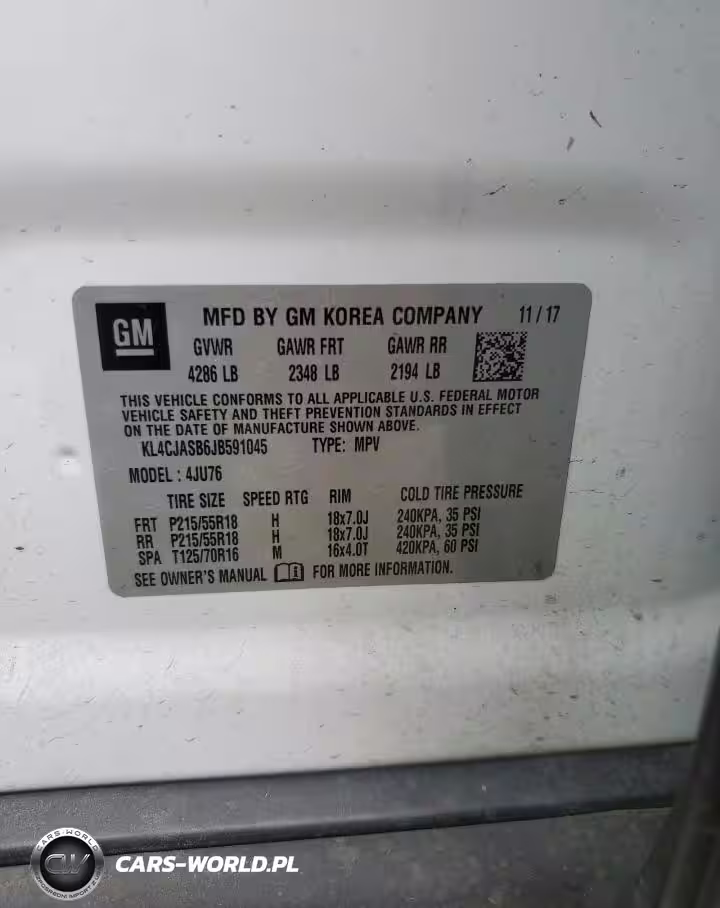 GM
MFD BY GM KOREA COMPANY 11 / 17
GVWR GAWR FRT GAWR RR
4286 LB 2348 LB 2194 LB
THIS VEHICLE CONFORMS TO ALL APPLICABLE U.S. FEDERAL MOTOR
VEHICLE SAFETY AND THEFT PREVENTION STANDARDS IN EFFECT
ON THE DATE OF MANUFACTURE SHOWN ABOVE.
KL4CJASB6JB591045 TYPE: MPV
MODEL : 4JU76
TIRE SIZE SPEED RTG RIM COLD TIRE PRESSURE
FRT P215/55R18 H 18x7.0J 240KPA, 35 PSI
RR P215/55R18 H 18x7.0J 240KPA, 35 PSI
SPA T125/70R16 M 16x4.0T 420KPA, 60 PSI
SEE OWNER'S MANUAL FOR MORE INFORMATION.
CARS-WORLD
CARS-WORLD.PL